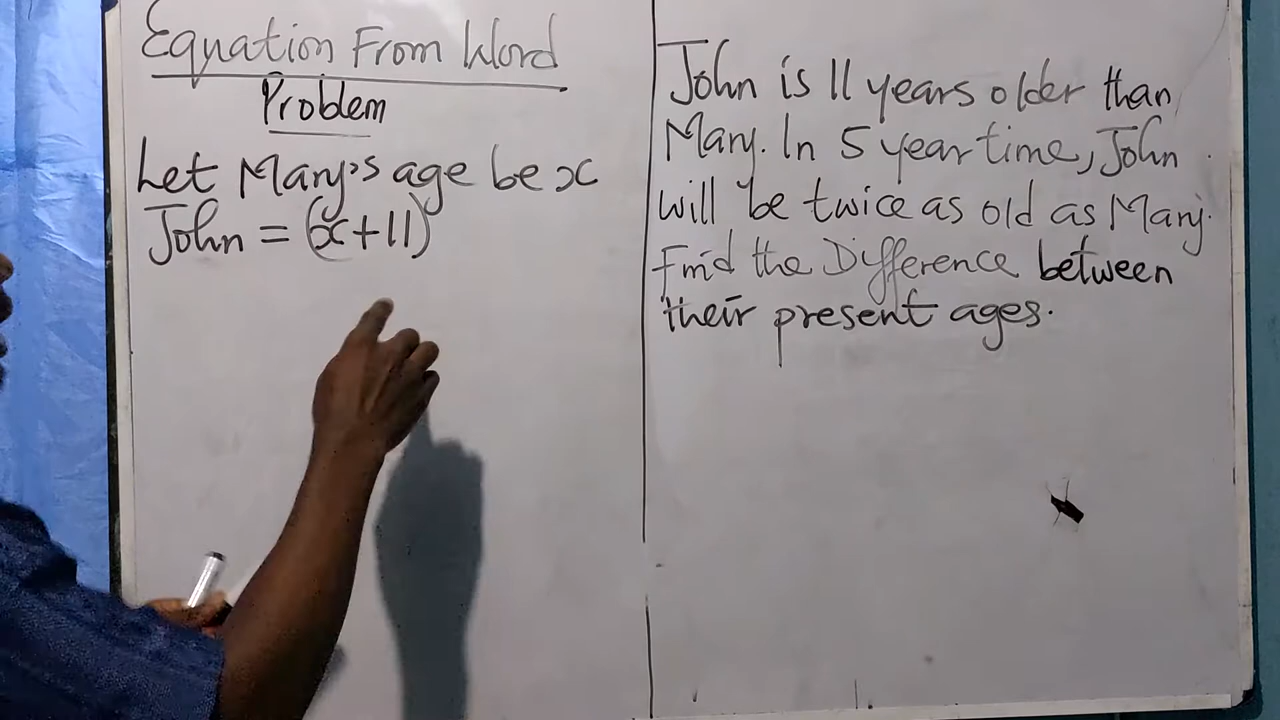 Equation From Word
Problem
Let Mary's age be x
John = (x+11)
John is 11 years older than
Mary. In 5 year time, John
will be twice as old as Mary.
Find the Difference between
their present ages.